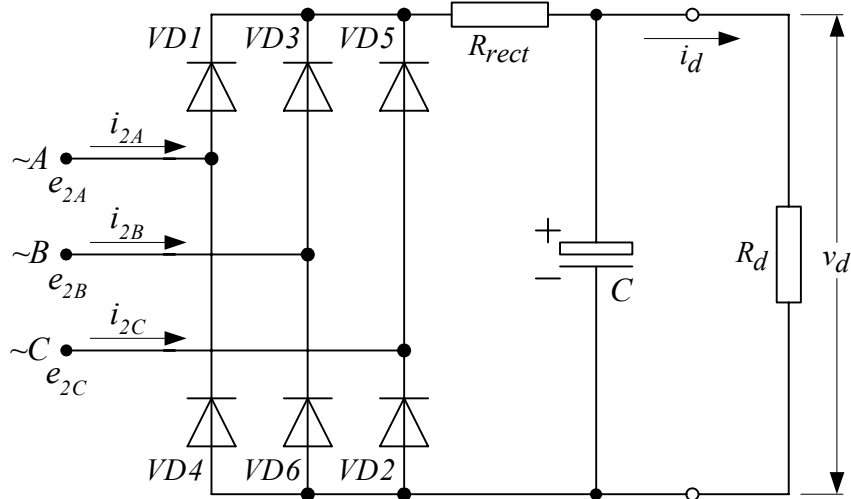 VD1 VD3 VD5
R_rect
i_d
i_2A
~A
e_2A
i_2B
~B
e_2B
+
−
C
R_d
v_d
i_2C
~C
e_2C
VD4 VD6 VD2